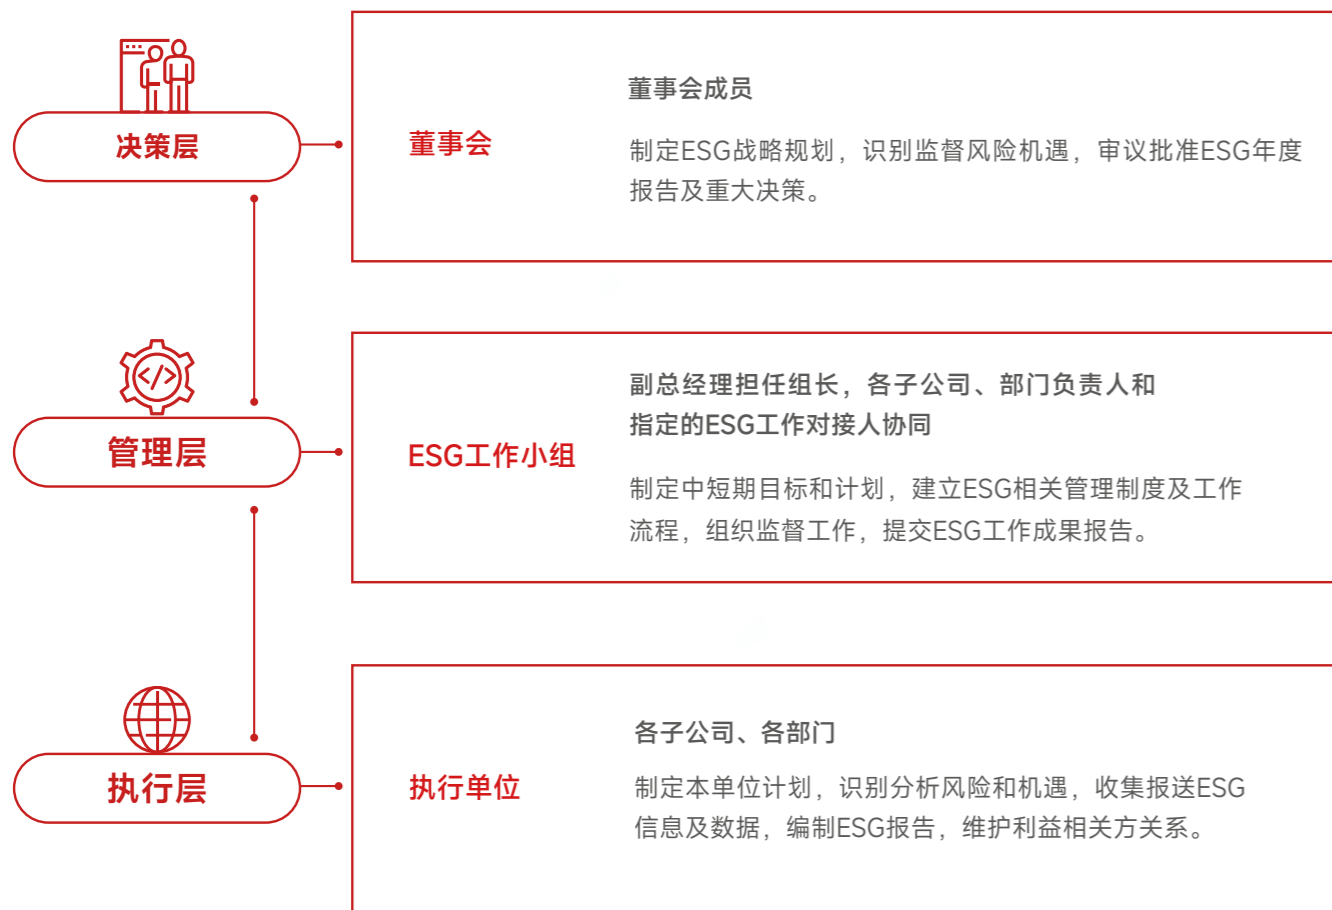 决策层
董事会
董事会成员
制定ESG战略规划，识别监督风险机遇，审议批准ESG年度
报告及重大决策。
管理层
ESG工作小组
副总经理担任组长，各子公司、部门负责人和
指定的ESG工作对接人协同
制定中短期目标和计划，建立ESG相关管理制度及工作
流程，组织监督工作，提交ESG工作成果报告。
执行层
执行单位
各子公司、各部门
制定本单位计划，识别分析风险和机遇，收集报送ESG
信息及数据，编制ESG报告，维护利益相关方关系。